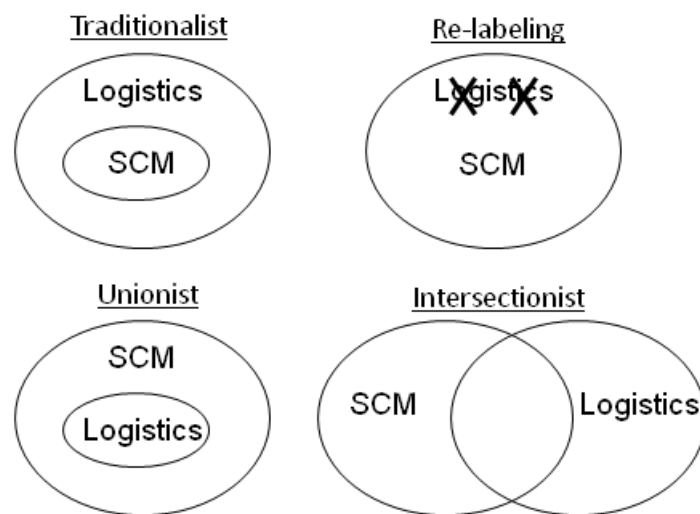 Traditionalist
Logistics
SCM
Re-labeling
Logistics
SCM
Unionist
SCM
Logistics
Intersectionist
SCM
Logistics